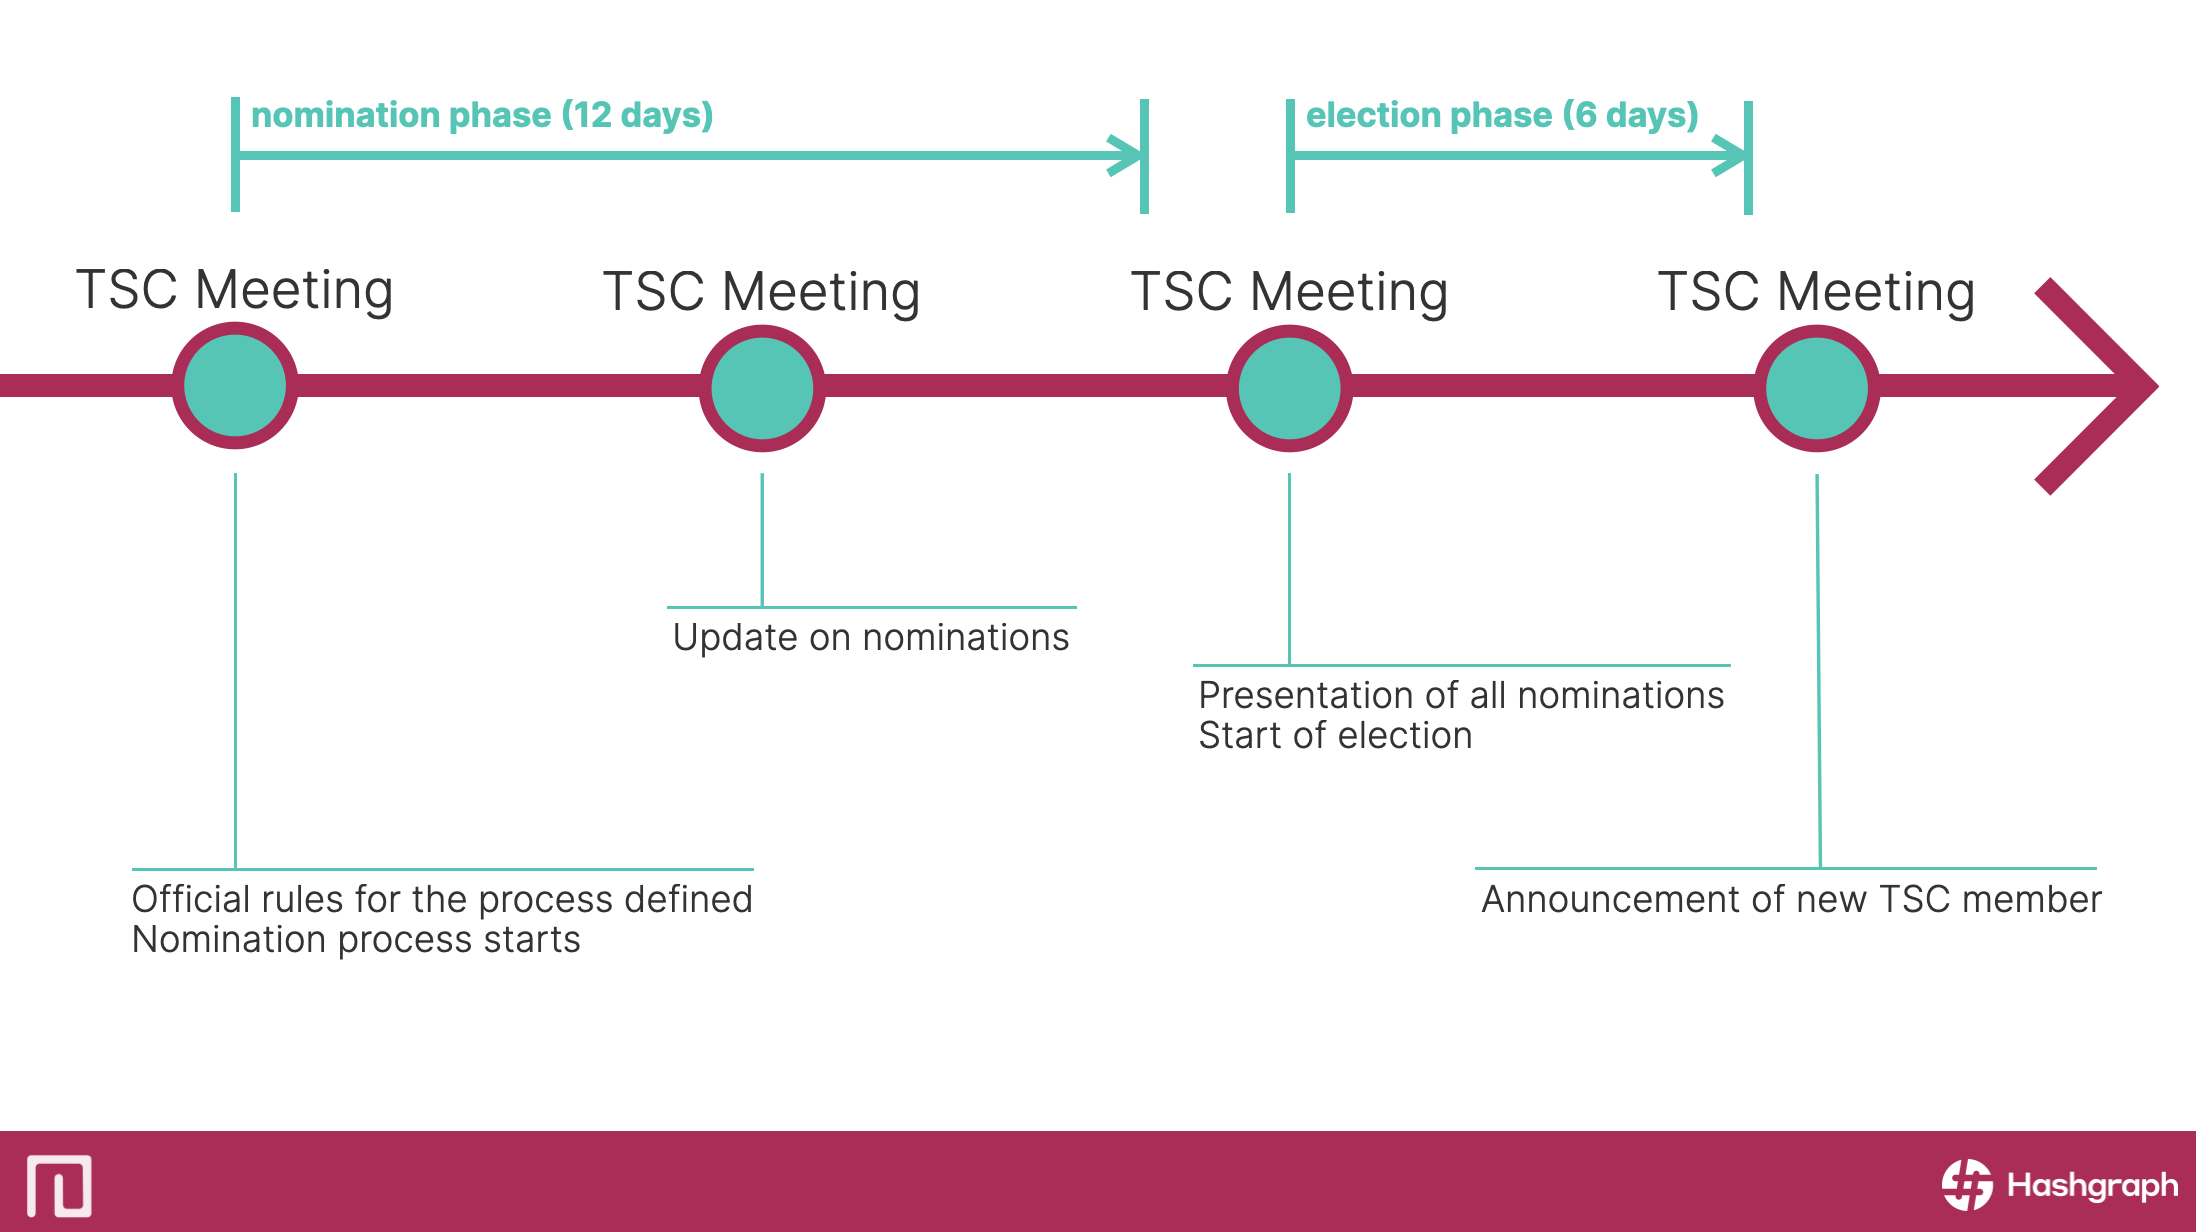 nomination phase (12 days)
election phase (6 days)
TSC Meeting
TSC Meeting
TSC Meeting
TSC Meeting
Update on nominations
Presentation of all nominations
Start of election
Official rules for the process defined
Nomination process starts
Announcement of new TSC member
Hashgraph